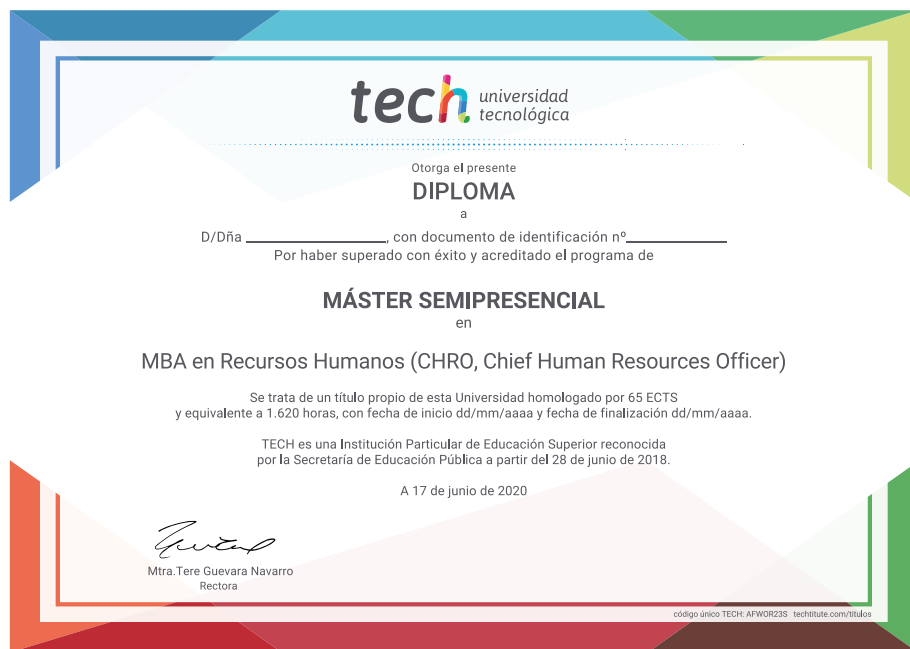 tech universidad
tecnológica
Otorga el presente
DIPLOMA
a
D/Dña ______________, con documento de identificación nº__________
Por haber superado con éxito y acreditado el programa de
MÁSTER SEMIPRESENCIAL
en
MBA en Recursos Humanos (CHRO, Chief Human Resources Officer)
Se trata de un título propio de esta Universidad homologado por 65 ECTS
y equivalente a 1.620 horas, con fecha de inicio dd/mm/aaaa y fecha de finalización dd/mm/aaaa.
TECH es una Institución Particular de Educación Superior reconocida
por la Secretaría de Educación Pública a partir del 28 de junio de 2018.
A 17 de junio de 2020
Mtra.Tere Guevara Navarro
Rectora
código único TECH: AFWOR23S techtitute.com/titulos